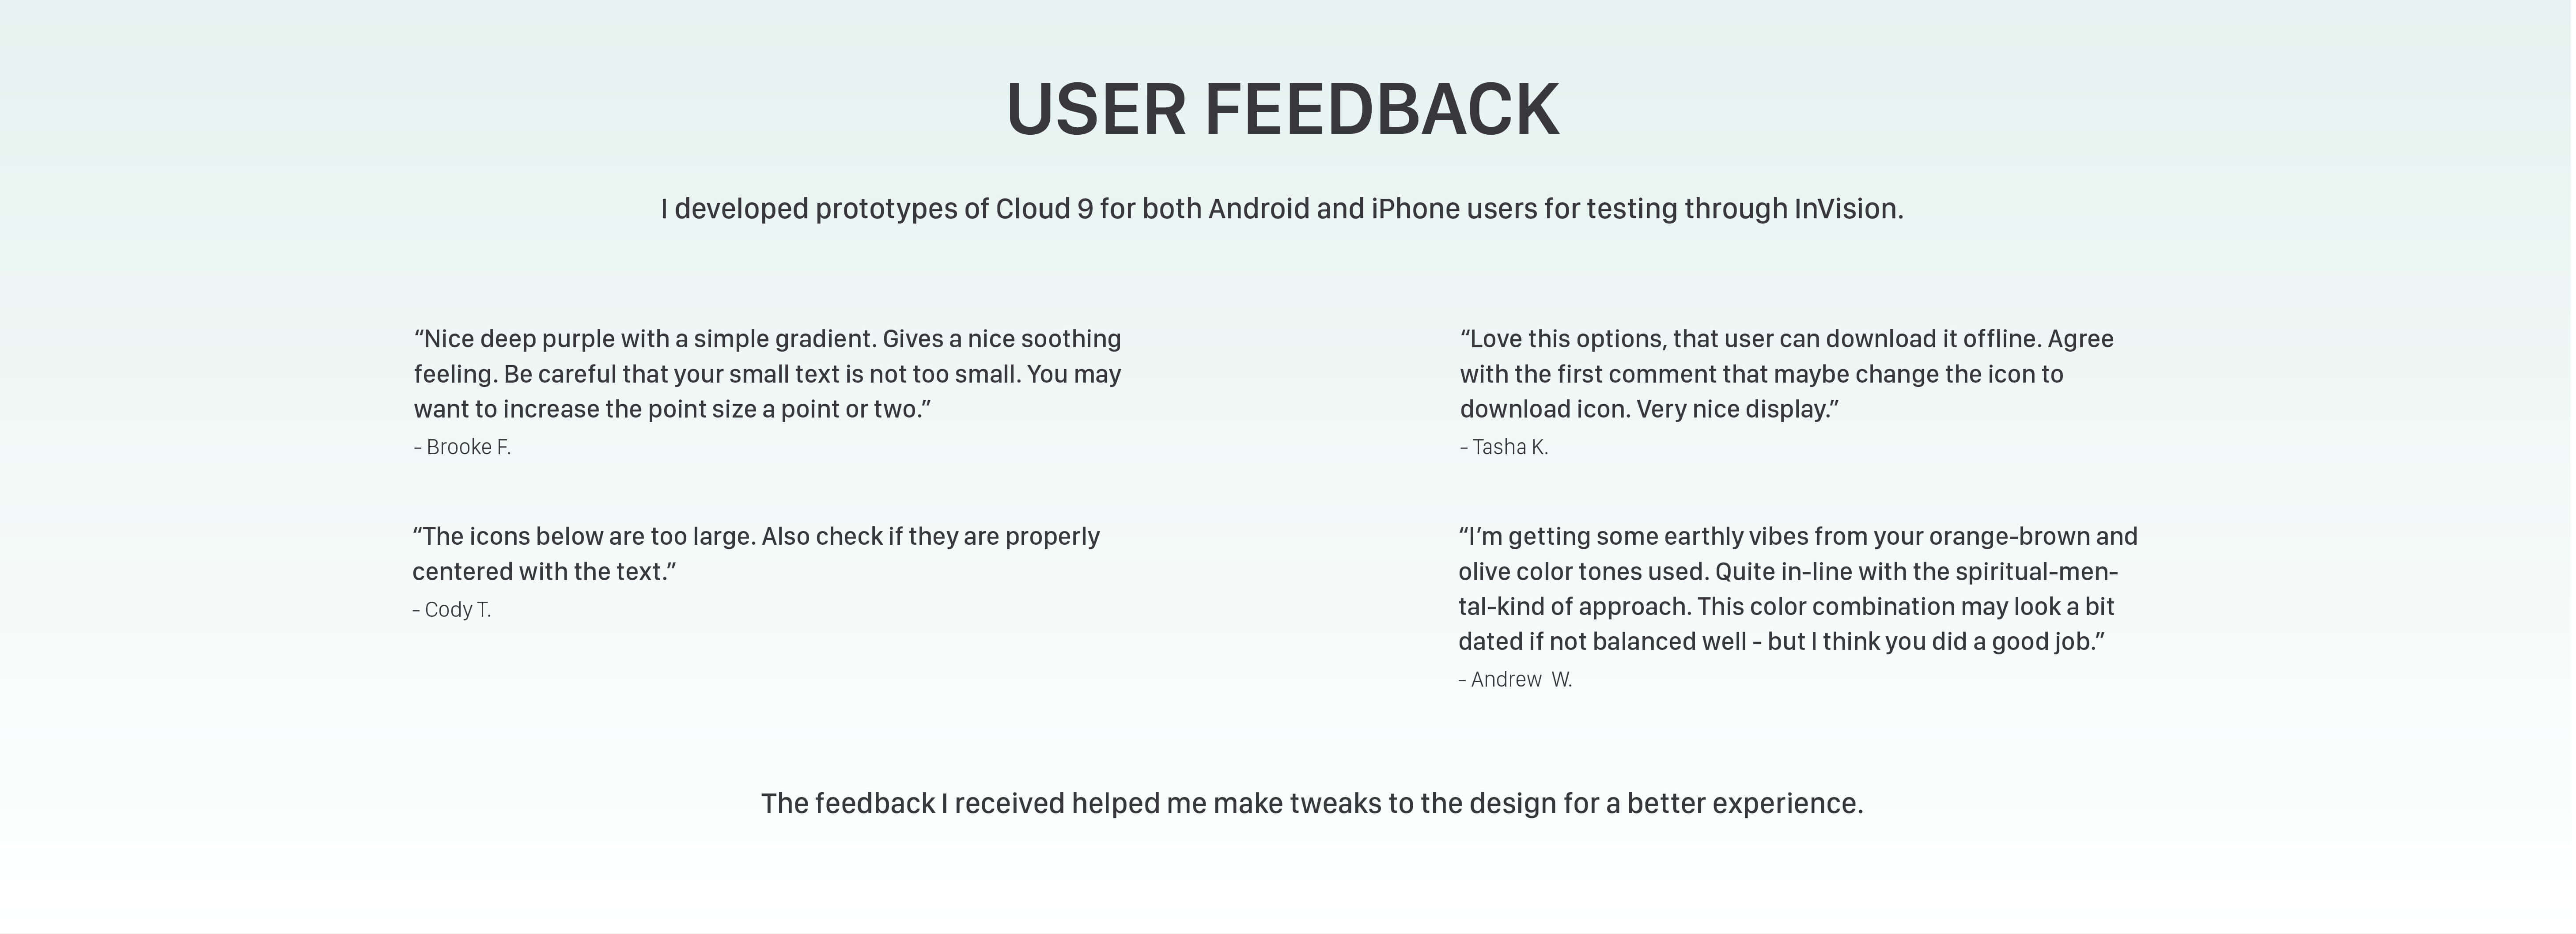 USER FEEDBACK
I developed prototypes of Cloud 9 for both Android and iPhone users for testing through InVision.
“Nice deep purple with a simple gradient. Gives a nice soothing
feeling. Be careful that your small text is not too small. You may
want to increase the point size a point or two.”
- Brooke F.
“The icons below are too large. Also check if they are properly
centered with the text.”
- Cody T.
“Love this options, that user can download it offline. Agree
with the first comment that maybe change the icon to
download icon. Very nice display.”
- Tasha K.
“I’m getting some earthly vibes from your orange-brown and
olive color tones used. Quite in-line with the spiritual-men-
tal-kind of approach. This color combination may look a bit
dated if not balanced well - but I think you did a good job.”
- Andrew  W.
The feedback I received helped me make tweaks to the design for a better experience.